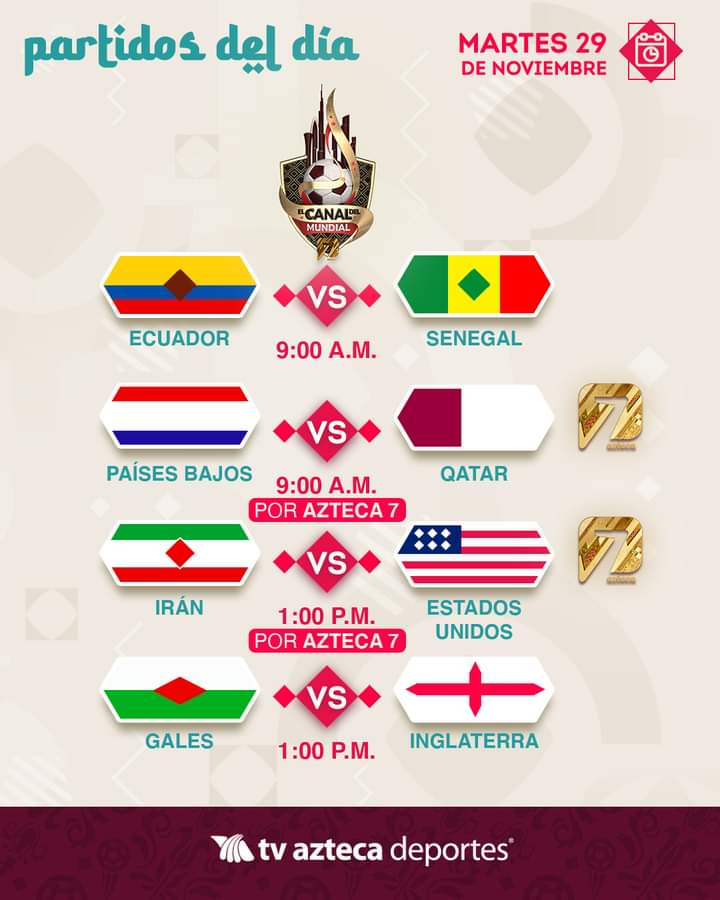 partidos del día
MARTES 29
DE NOVIEMBRE
EL CANAL DEL
MUNDIAL
VS
ECUADOR
SENEGAL
9:00 A.M.
VS
PAÍSES BAJOS
QATAR
9:00 A.M.
POR AZTECA 7
VS
IRÁN
ESTADOS
UNIDOS
1:00 P.M.
POR AZTECA 7
VS
GALES
INGLATERRA
1:00 P.M.
tv azteca deportes